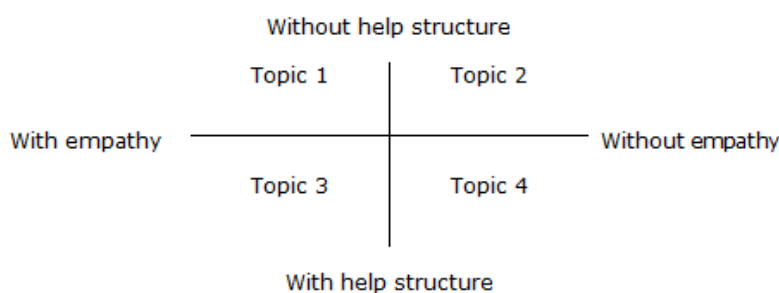 Without help structure
Topic 1 Topic 2
With empathy Without empathy
Topic 3 Topic 4
With help structure